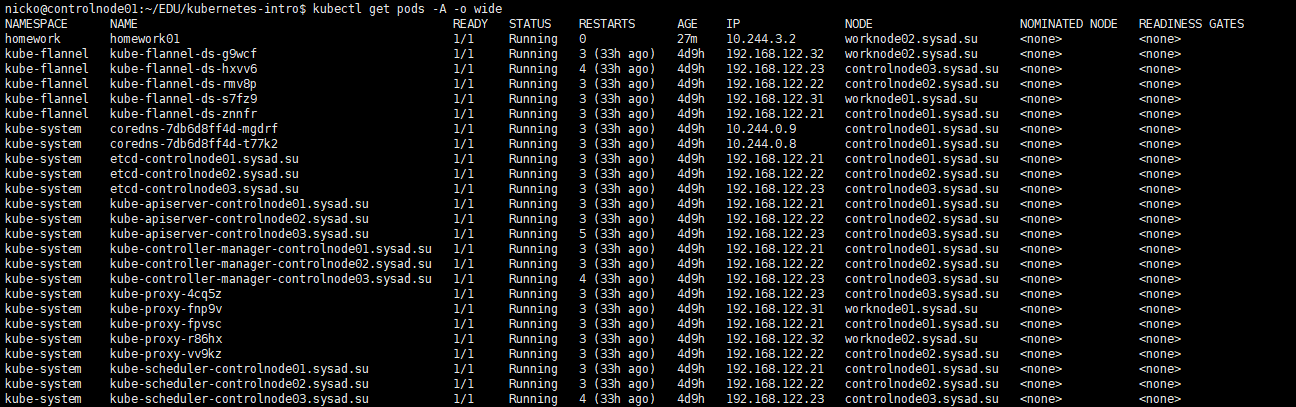 nicko@controlnode01:~/EDU/kubernetes-intro$ kubectl get pods -A -o wide
NAMESPACE NAME READY STATUS RESTARTS AGE IP NODE NOMINATED NODE READINESS GATES
homework homework01 1/1 Running 0 27m 10.244.3.2 worknode02.sysad.su <none> <none>
kube-flannel kube-flannel-ds-g9wcf 1/1 Running 3 (33h ago) 4d9h 192.168.122.32 worknode02.sysad.su <none> <none>
kube-flannel kube-flannel-ds-hxvv6 1/1 Running 4 (33h ago) 4d9h 192.168.122.23 controlnode03.sysad.su <none> <none>
kube-flannel kube-flannel-ds-rmv8p 1/1 Running 3 (33h ago) 4d9h 192.168.122.22 controlnode02.sysad.su <none> <none>
kube-flannel kube-flannel-ds-s7fz9 1/1 Running 3 (33h ago) 4d9h 192.168.122.31 worknode01.sysad.su <none> <none>
kube-flannel kube-flannel-ds-znnfr 1/1 Running 3 (33h ago) 4d9h 192.168.122.21 controlnode01.sysad.su <none> <none>
kube-system coredns-7db6d8ff4d-mgdrf 1/1 Running 3 (33h ago) 4d9h 10.244.0.9 controlnode01.sysad.su <none> <none>
kube-system coredns-7db6d8ff4d-t77k2 1/1 Running 3 (33h ago) 4d9h 10.244.0.8 controlnode01.sysad.su <none> <none>
kube-system etcd-controlnode01.sysad.su 1/1 Running 3 (33h ago) 4d9h 192.168.122.21 controlnode01.sysad.su <none> <none>
kube-system etcd-controlnode02.sysad.su 1/1 Running 3 (33h ago) 4d9h 192.168.122.22 controlnode02.sysad.su <none> <none>
kube-system etcd-controlnode03.sysad.su 1/1 Running 4 (33h ago) 4d9h 192.168.122.23 controlnode03.sysad.su <none> <none>
kube-system kube-apiserver-controlnode01.sysad.su 1/1 Running 3 (33h ago) 4d9h 192.168.122.21 controlnode01.sysad.su <none> <none>
kube-system kube-apiserver-controlnode02.sysad.su 1/1 Running 3 (33h ago) 4d9h 192.168.122.22 controlnode02.sysad.su <none> <none>
kube-system kube-apiserver-controlnode03.sysad.su 1/1 Running 5 (33h ago) 4d9h 192.168.122.23 controlnode03.sysad.su <none> <none>
kube-system kube-controller-manager-controlnode01.sysad.su 1/1 Running 3 (33h ago) 4d9h 192.168.122.21 controlnode01.sysad.su <none> <none>
kube-system kube-controller-manager-controlnode02.sysad.su 1/1 Running 3 (33h ago) 4d9h 192.168.122.22 controlnode02.sysad.su <none> <none>
kube-system kube-controller-manager-controlnode03.sysad.su 1/1 Running 4 (33h ago) 4d9h 192.168.122.23 controlnode03.sysad.su <none> <none>
kube-system kube-proxy-4cq5z 1/1 Running 3 (33h ago) 4d9h 192.168.122.23 controlnode03.sysad.su <none> <none>
kube-system kube-proxy-fnp9v 1/1 Running 3 (33h ago) 4d9h 192.168.122.31 worknode01.sysad.su <none> <none>
kube-system kube-proxy-fpvsc 1/1 Running 3 (33h ago) 4d9h 192.168.122.21 controlnode01.sysad.su <none> <none>
kube-system kube-proxy-r86hx 1/1 Running 3 (33h ago) 4d9h 192.168.122.32 worknode02.sysad.su <none> <none>
kube-system kube-proxy-vv9kz 1/1 Running 3 (33h ago) 4d9h 192.168.122.22 controlnode02.sysad.su <none> <none>
kube-system kube-scheduler-controlnode01.sysad.su 1/1 Running 3 (33h ago) 4d9h 192.168.122.21 controlnode01.sysad.su <none> <none>
kube-system kube-scheduler-controlnode02.sysad.su 1/1 Running 3 (33h ago) 4d9h 192.168.122.22 controlnode02.sysad.su <none> <none>
kube-system kube-scheduler-controlnode03.sysad.su 1/1 Running 4 (33h ago) 4d9h 192.168.122.23 controlnode03.sysad.su <none> <none>